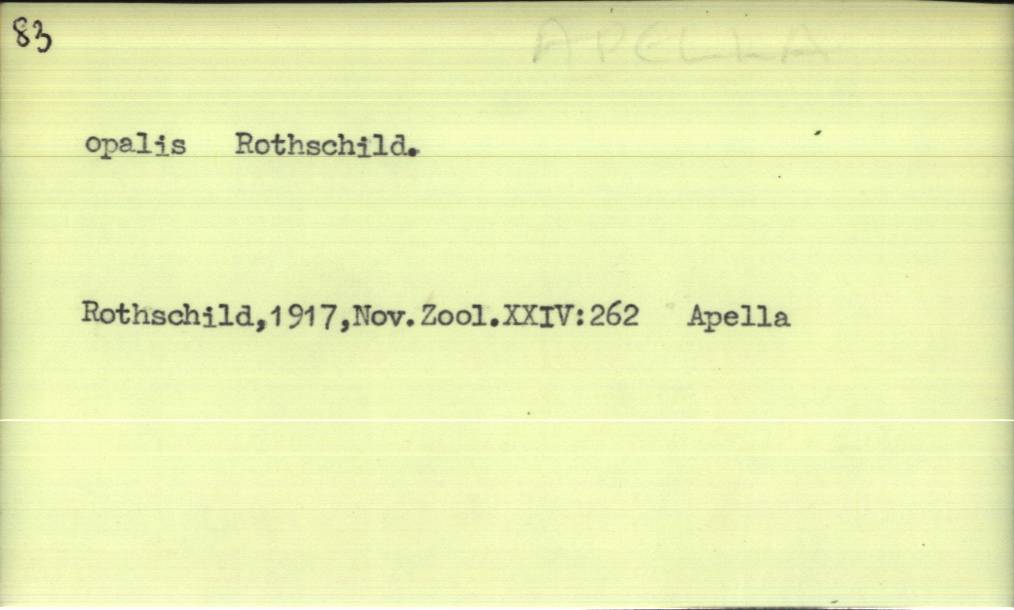 83
APELLA
opalis Rothschild.
Rothschild,1917,Nov.Zool.XXIV:262 Apella